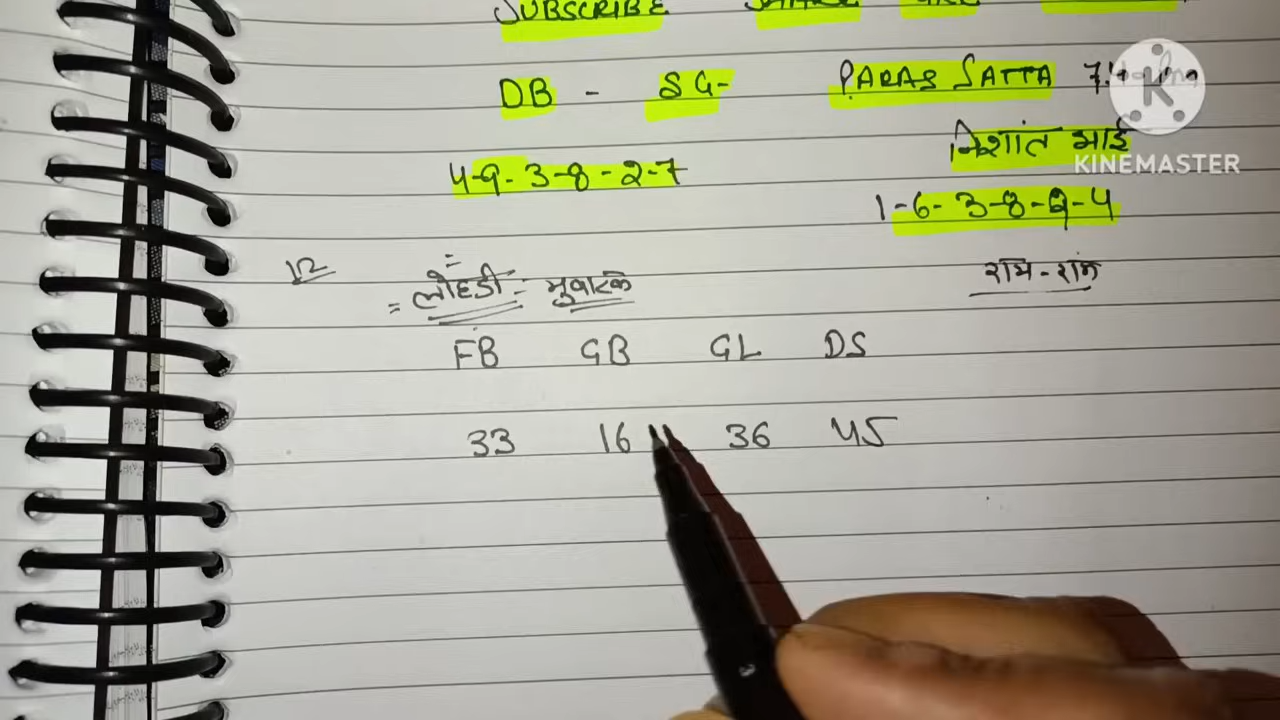 SUBSCRIBE
DB - SG- PARAS SATTA
निशांत भाई
KINEMASTER
4-9-3-8-2-7
1-6-3-8-9-4
12 लोहडी - मुबारक राम-राम
FB GB GL DS
33 16 36 45